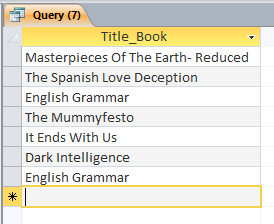 Query (7)
Title_Book
Masterpieces Of The Earth- Reduced
The Spanish Love Deception
English Grammar
The Mummyfesto
It Ends With Us
Dark Intelligence
English Grammar